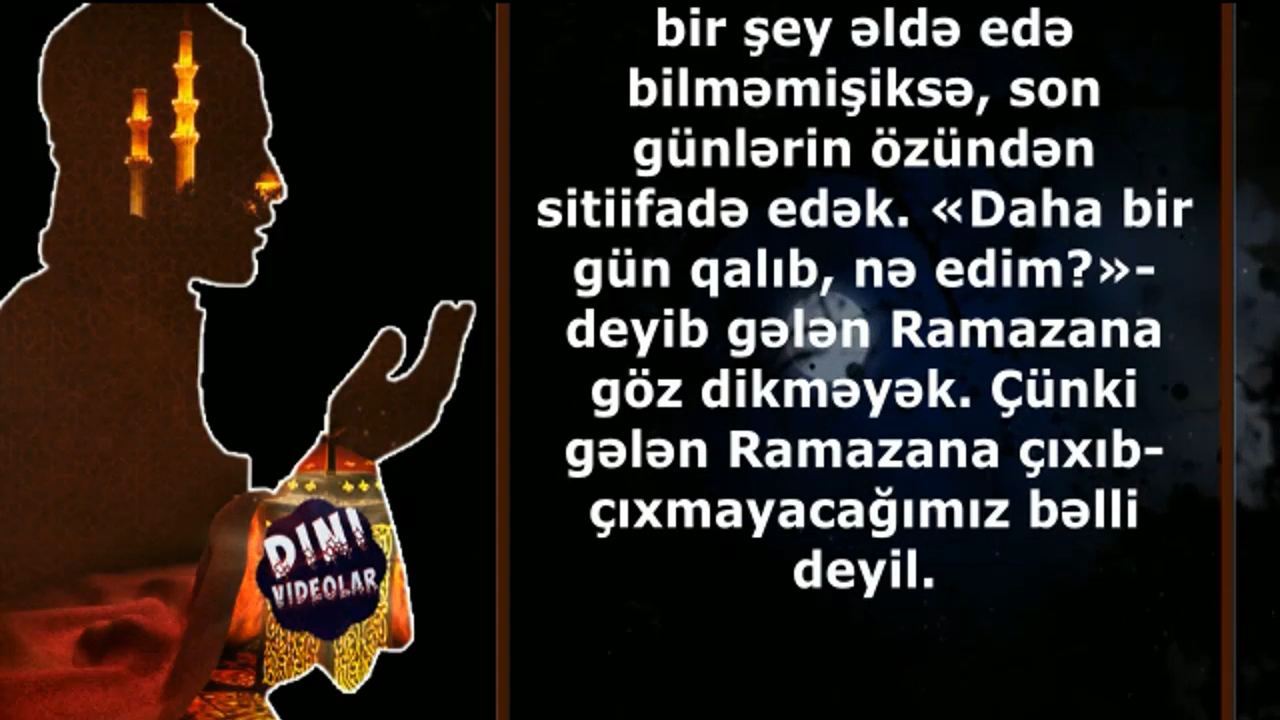 bir şey əldə edə
bilməmişiksə, son
günlərin özündən
sitiifadə edək. «Daha bir
gün qalıb, nə edim?»-
deyib gələn Ramazana
göz dikməyək. Çünki
gələn Ramazana çıxıb-
çıxmayacağımız bəlli
deyil.
DINI
VIDEOLAR